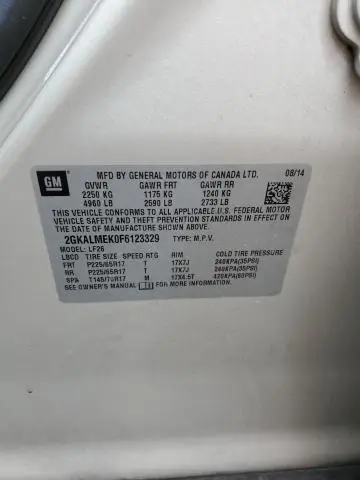 GM
MFD BY GENERAL MOTORS OF CANADA LTD. 08/14
GVWR GAWR FRT GAWR RR
2250 KG 1175 KG 1240 KG
4960 LB 2590 LB 2733 LB
THIS VEHICLE CONFORMS TO ALL APPLICABLE U.S. FEDERAL MOTOR
VEHICLE SAFETY AND THEFT PREVENTION STANDARDS IN EFFECT ON
THE DATE OF MANUFACTURE SHOWN ABOVE.
2GKALMEK0F6123329 TYPE: M.P.V.
MODEL: LF26
LBCD TIRE SIZE SPEED RTG RIM COLD TIRE PRESSURE
FRT P225/65R17 T 17X7J 240KPA(35PSI)
RR P225/65R17 T 17X7J 240KPA(35PSI)
SPA T145/70R17 M 17X4.5T 420KPA(60PSI)
SEE OWNER'S MANUAL FOR MORE INFORMATION.